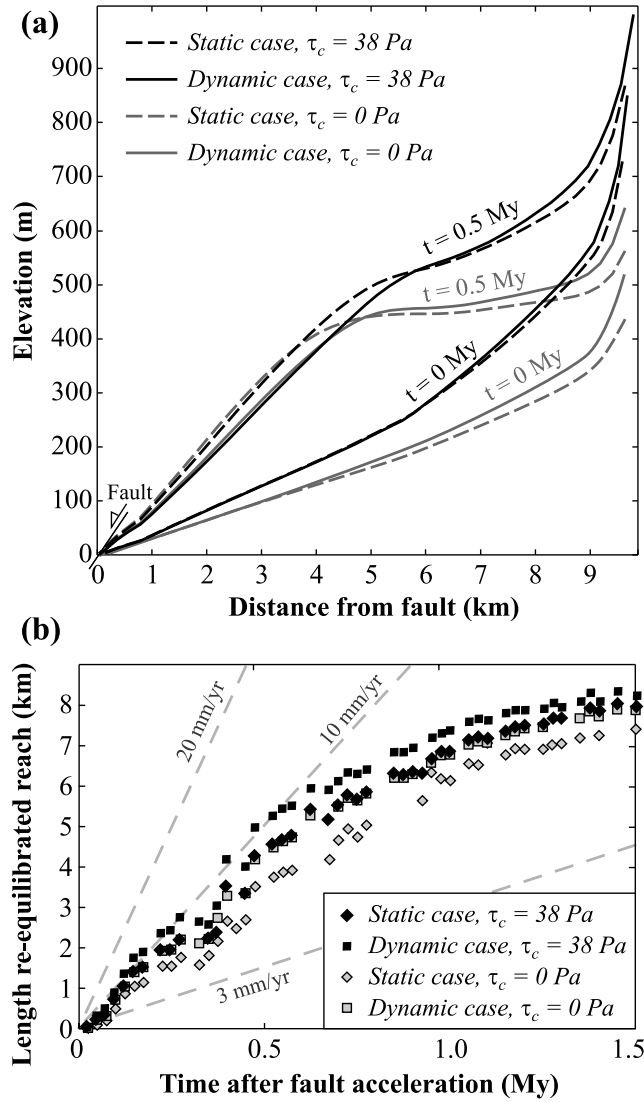 (a)
Static case, τc = 38 Pa
Dynamic case, τc = 38 Pa
Static case, τc = 0 Pa
Dynamic case, τc = 0 Pa
900
800
700
600
500
400
300
200
100
0
Elevation (m)
t = 0.5 My
t = 0.5 My
t = 0 My
t = 0 My
Fault
0 1 2 3 4 5 6 7 8 9
Distance from fault (km)
(b)
8
7
6
5
4
3
2
1
0
Length re-equilibrated reach (km)
20 mm/yr
10 mm/yr
3 mm/yr
Static case, τc = 38 Pa
Dynamic case, τc = 38 Pa
Static case, τc = 0 Pa
Dynamic case, τc = 0 Pa
0 0.5 1.0 1.5
Time after fault acceleration (My)